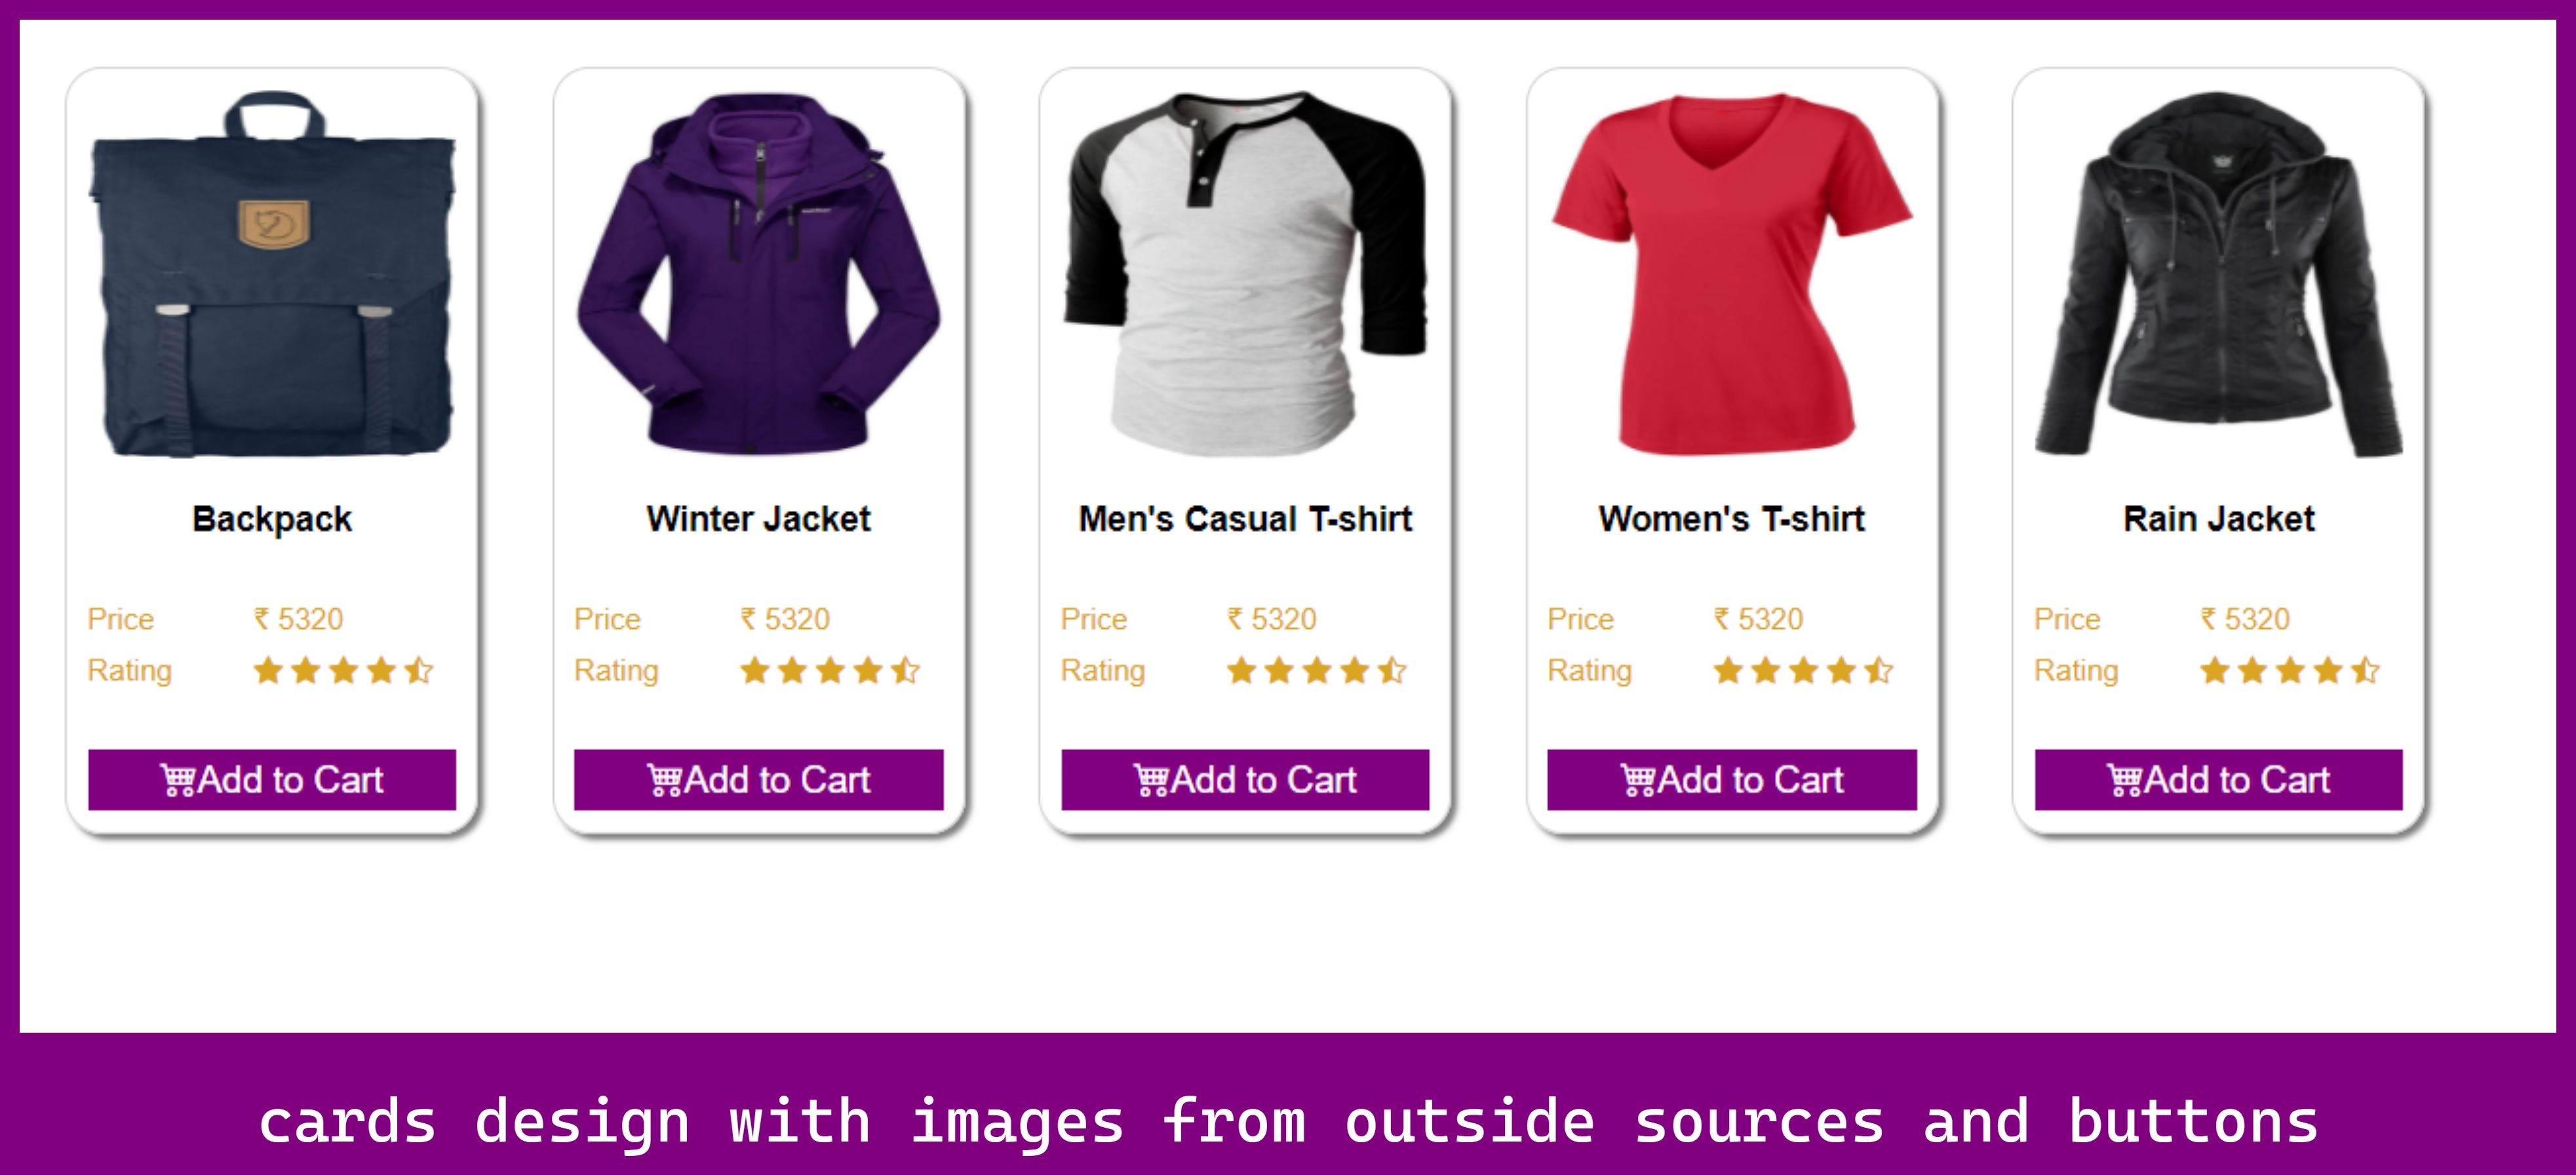 Backpack
Price ₹ 5320
Rating
Add to Cart
Winter Jacket
Price ₹ 5320
Rating
Add to Cart
Men's Casual T-shirt
Price ₹ 5320
Rating
Add to Cart
Women's T-shirt
Price ₹ 5320
Rating
Add to Cart
Rain Jacket
Price ₹ 5320
Rating
Add to Cart
cards design with images from outside sources and buttons